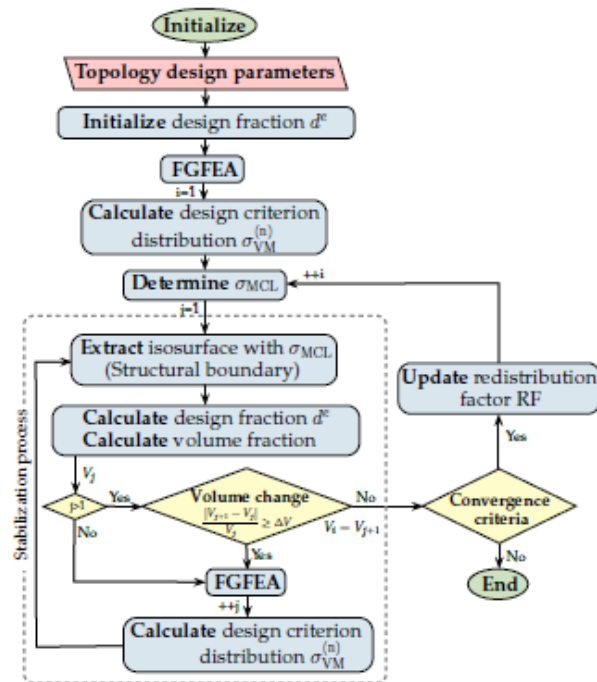 Initialize
Topology design parameters
Initialize design fraction dᵉ
FGFEA
i=1
Calculate design criterion
distribution σ_VM^(n)
Determine σ_MCL
++i
j=1
Extract isosurface with σ_MCL
(Structural boundary)
Update redistribution
factor RF
Calculate design fraction dᵉ
Calculate volume fraction
Stabilization process
V_j
Yes
j>1
Yes
Volume change
|V_{j+1} − V_j| / V_j ≥ ΔV
No
V_i − V_{j+1}
Convergence
criteria
No
Yes
No
FGFEA
End
++j
Calculate design criterion
distribution σ_VM^(n)